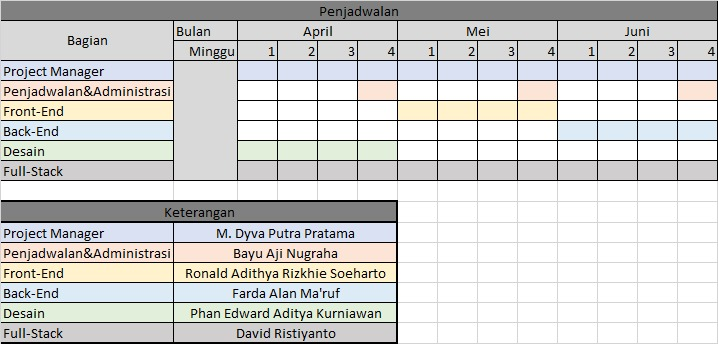 Penjadwalan
Bagian Bulan April Mei Juni
Minggu 1 2 3 4 1 2 3 4 1 2 3 4
Project Manager
Penjadwalan&Administrasi
Front-End
Back-End
Desain
Full-Stack
Keterangan
Project Manager M. Dyva Putra Pratama
Penjadwalan&Administrasi Bayu Aji Nugraha
Front-End Ronald Adithya Rizkhie Soeharto
Back-End Farda Alan Ma'ruf
Desain Phan Edward Aditya Kurniawan
Full-Stack David Ristiyanto